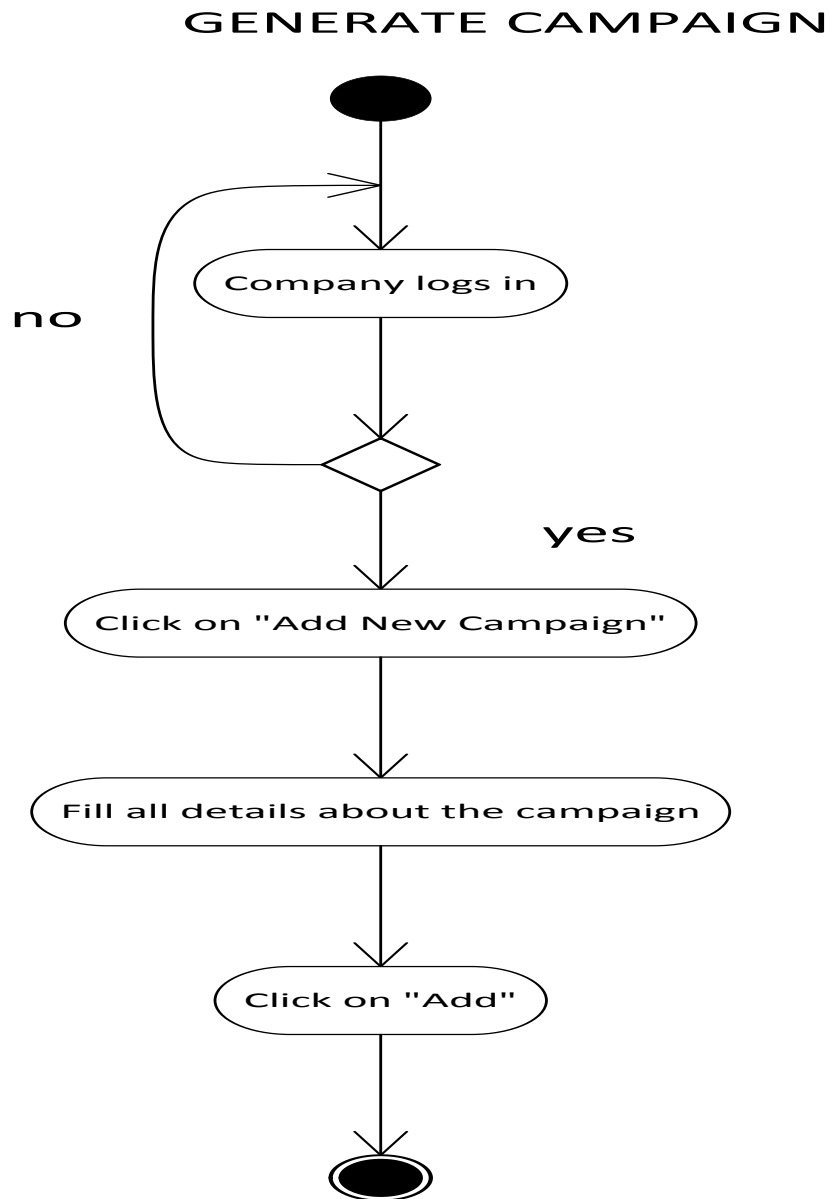 GENERATE CAMPAIGN
Company logs in
no
yes
Click on "Add New Campaign"
Fill all details about the campaign
Click on "Add"